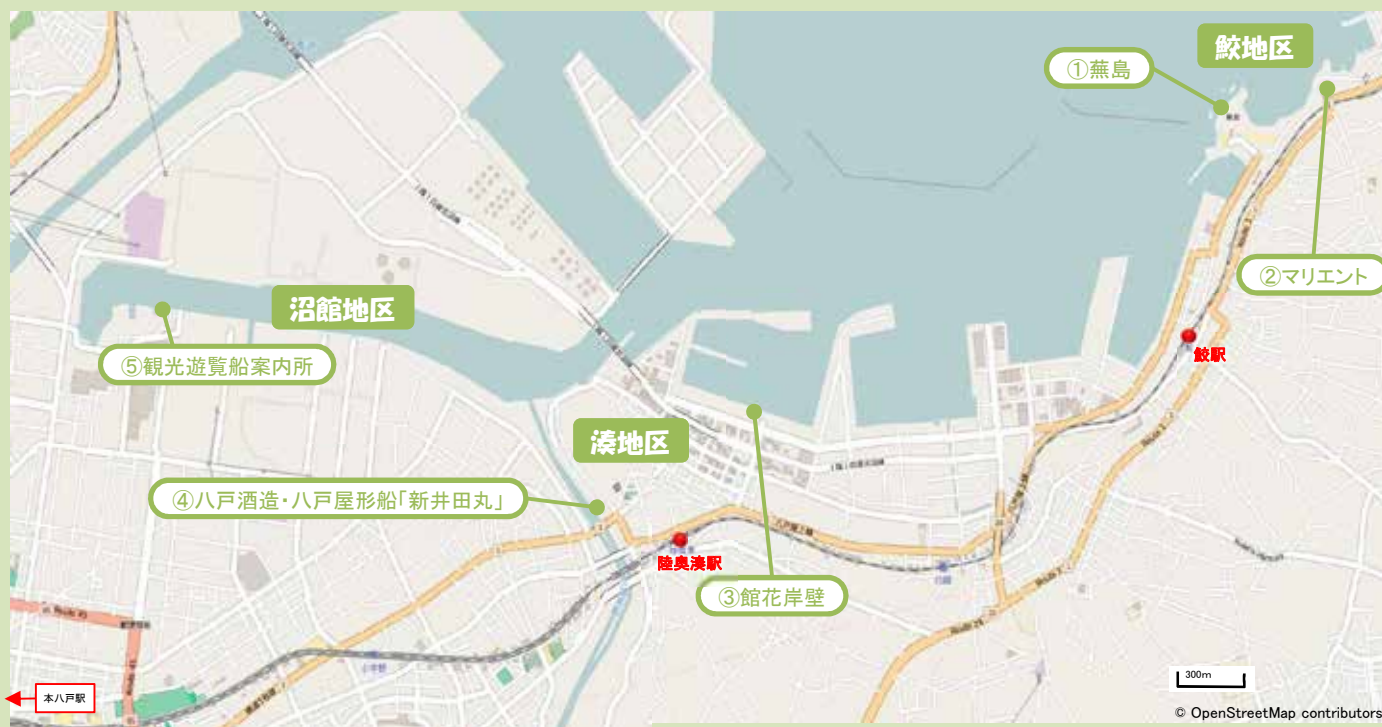 鮫地区
①蕪島
②マリエント
沼館地区
鮫駅
⑤観光遊覧船案内所
湊地区
④八戸酒造・八戸屋形船「新井田丸」
陸奥湊駅
③館花岸壁
小中野
本八戸駅
300m
© OpenStreetMap contributors